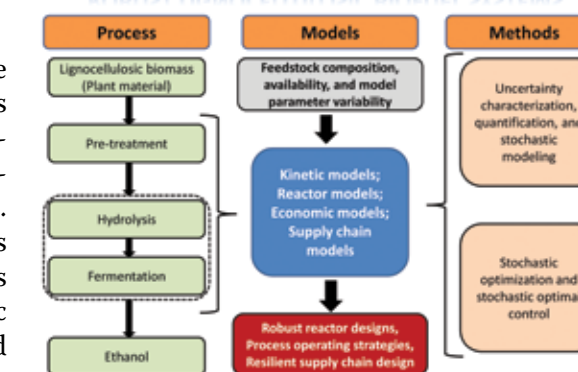 Process
Models
Methods
Lignocellulosic biomass
(Plant material)
Pre-treatment
Hydrolysis
Fermentation
Ethanol
Feedstock composition,
availability, and model
parameter variability
Kinetic models;
Reactor models;
Economic models;
Supply chain
models
Robust reactor designs,
Process operating strategies,
Resilient supply chain design
Uncertainty
characterization,
quantification, and
stochastic
modeling
Stochastic
optimization and
stochastic optima
control